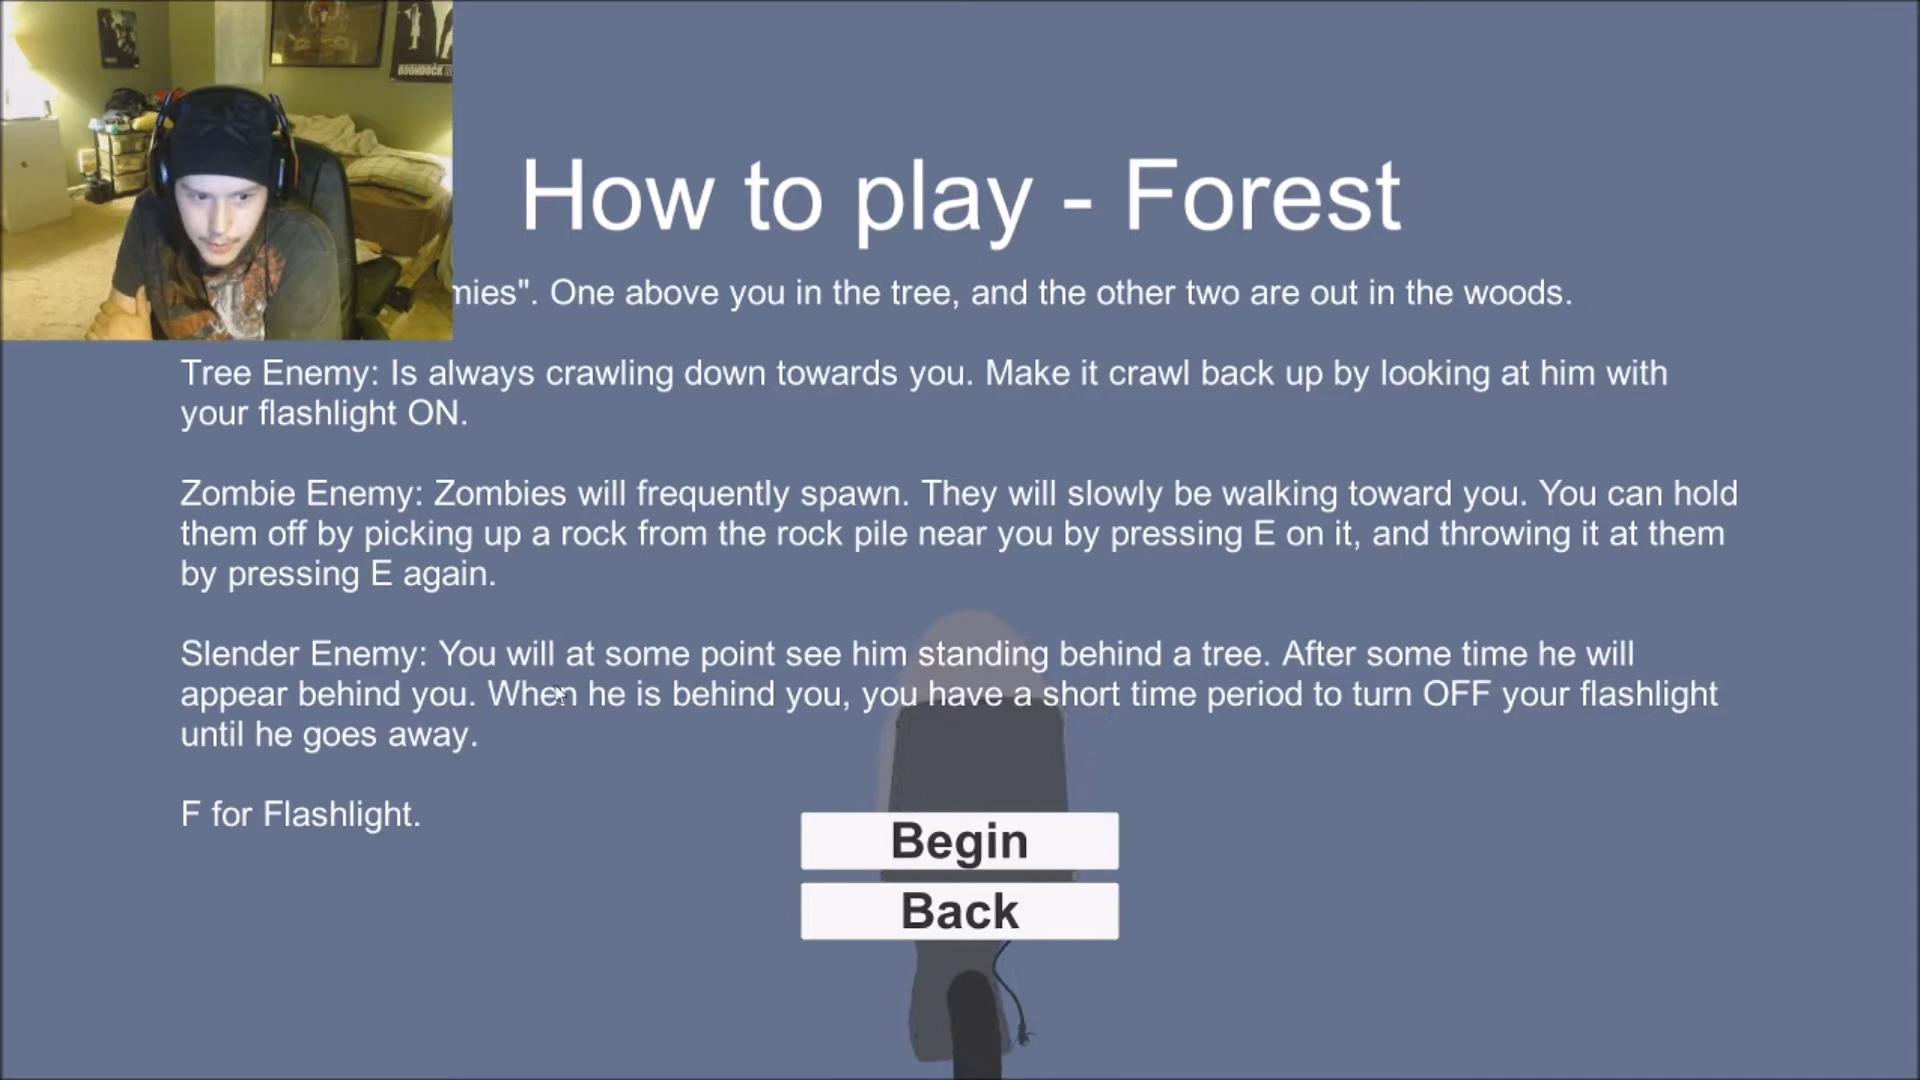 BOONDOCK
How to play - Forest
mies". One above you in the tree, and the other two are out in the woods.
Tree Enemy: Is always crawling down towards you. Make it crawl back up by looking at him with
your flashlight ON.
Zombie Enemy: Zombies will frequently spawn. They will slowly be walking toward you. You can hold
them off by picking up a rock from the rock pile near you by pressing E on it, and throwing it at them
by pressing E again.
Slender Enemy: You will at some point see him standing behind a tree. After some time he will
appear behind you. When he is behind you, you have a short time period to turn OFF your flashlight
until he goes away.
F for Flashlight.
Begin
Back